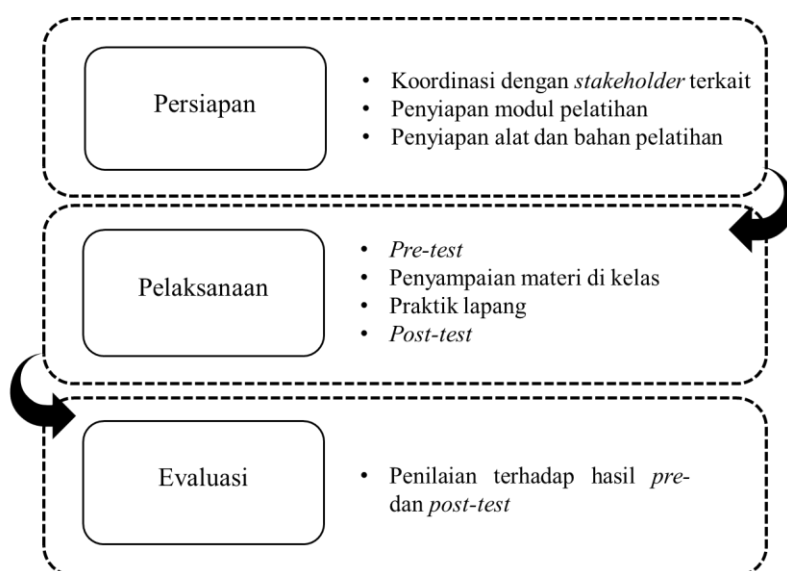 Persiapan
• Koordinasi dengan stakeholder terkait
• Penyiapan modul pelatihan
• Penyiapan alat dan bahan pelatihan
Pelaksanaan
• Pre-test
• Penyampaian materi di kelas
• Praktik lapang
• Post-test
Evaluasi
• Penilaian terhadap hasil pre-
dan post-test